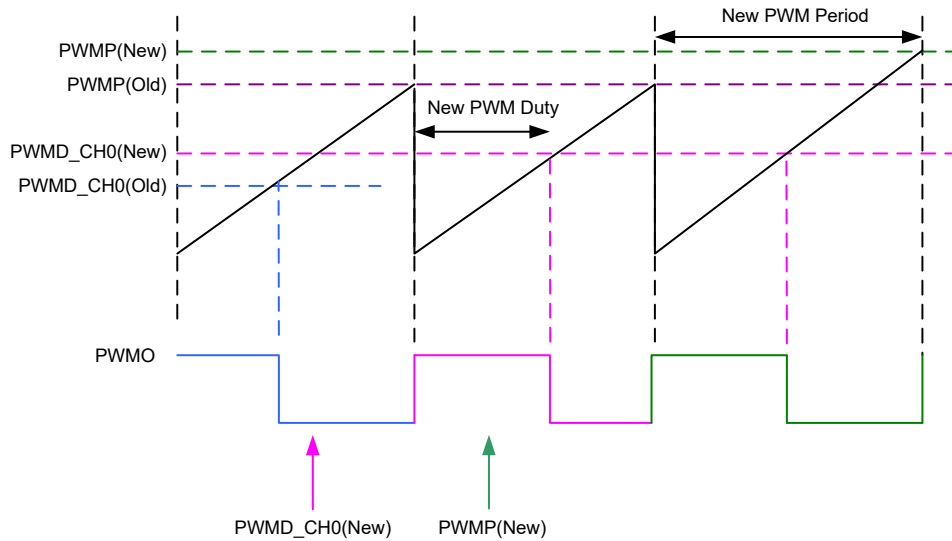 New PWM Period
PWMP(New)
PWMP(Old)
New PWM Duty
PWMD_CH0(New)
PWMD_CH0(Old)
PWMO
PWMD_CH0(New)
PWMP(New)